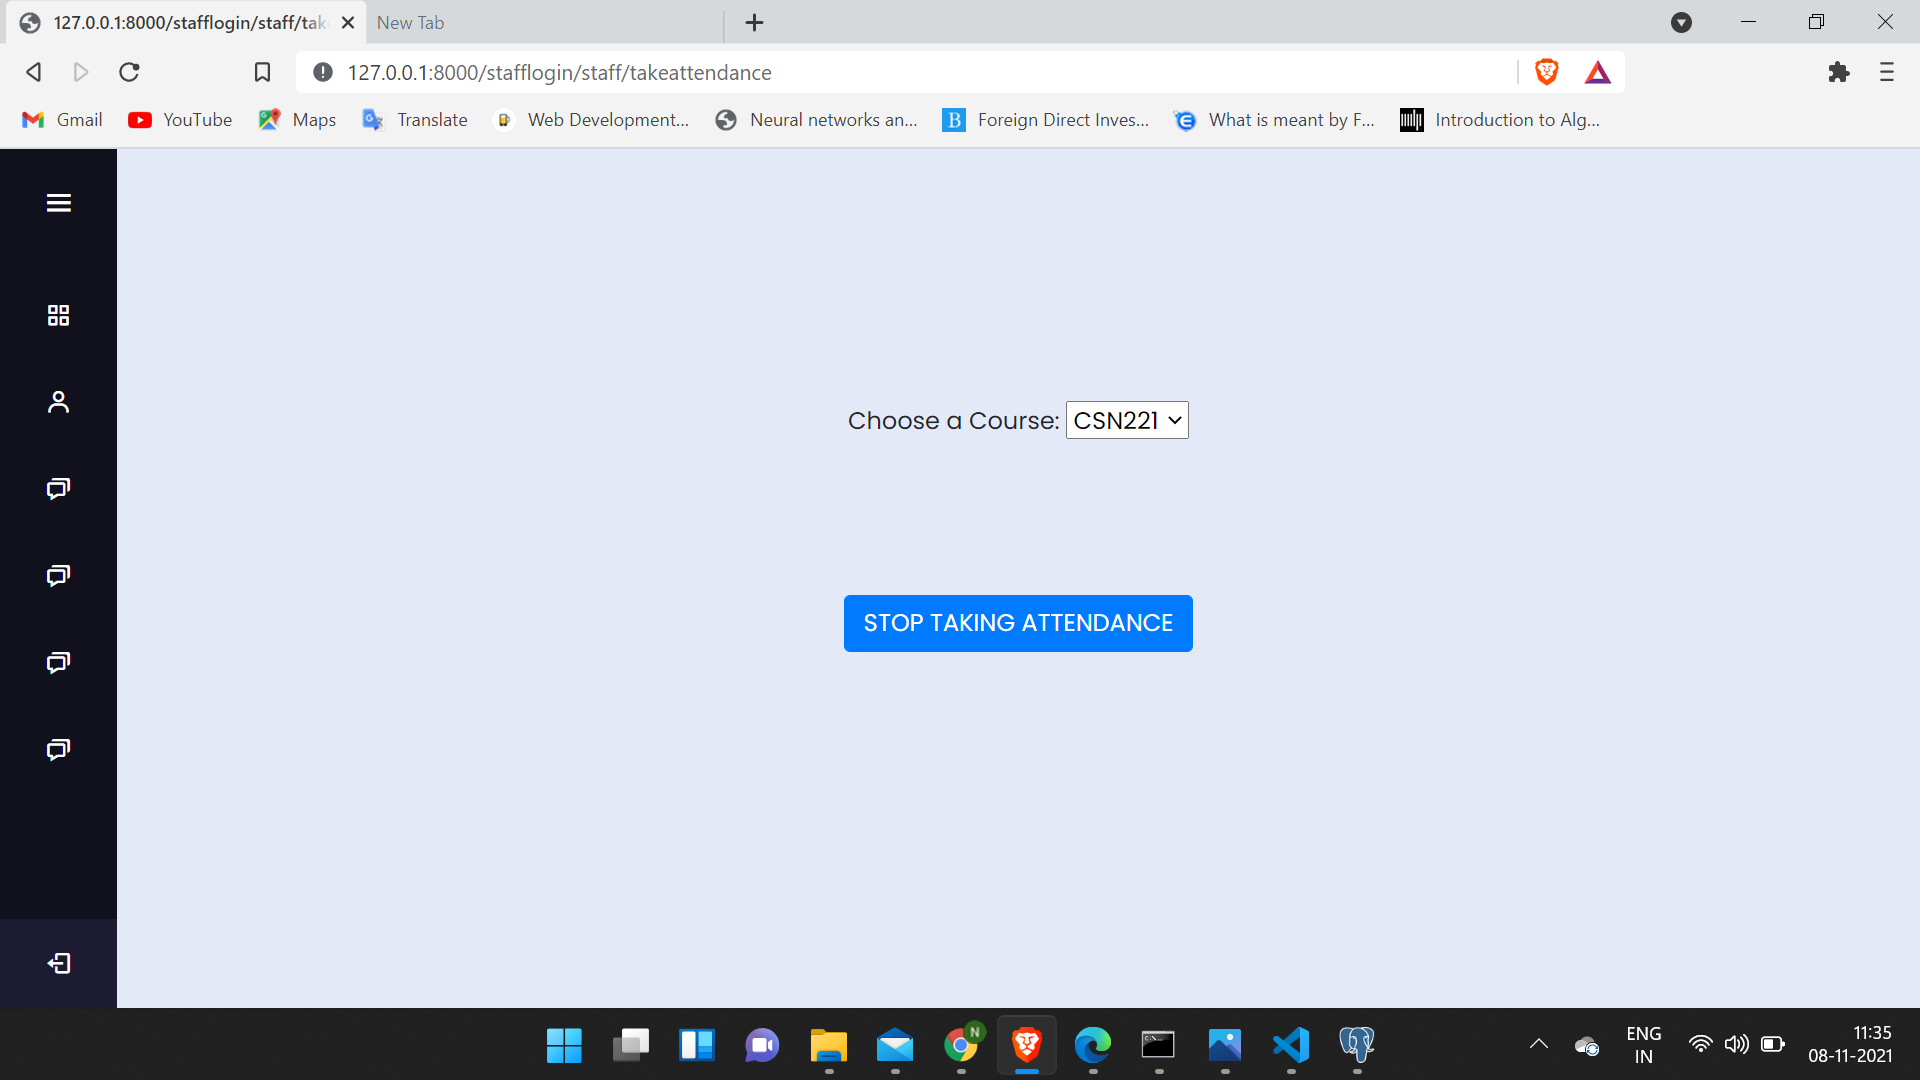 127.0.0.1:8000/stafflogin/staff/tak
New Tab
127.0.0.1:8000/stafflogin/staff/takeattendance
Gmail
YouTube
Maps
Translate
Web Development...
Neural networks an...
B
Foreign Direct Inves...
What is meant by F...
Introduction to Alg...
Choose a Course: CSN221
STOP TAKING ATTENDANCE
N
ENG
IN
11:35
08-11-2021